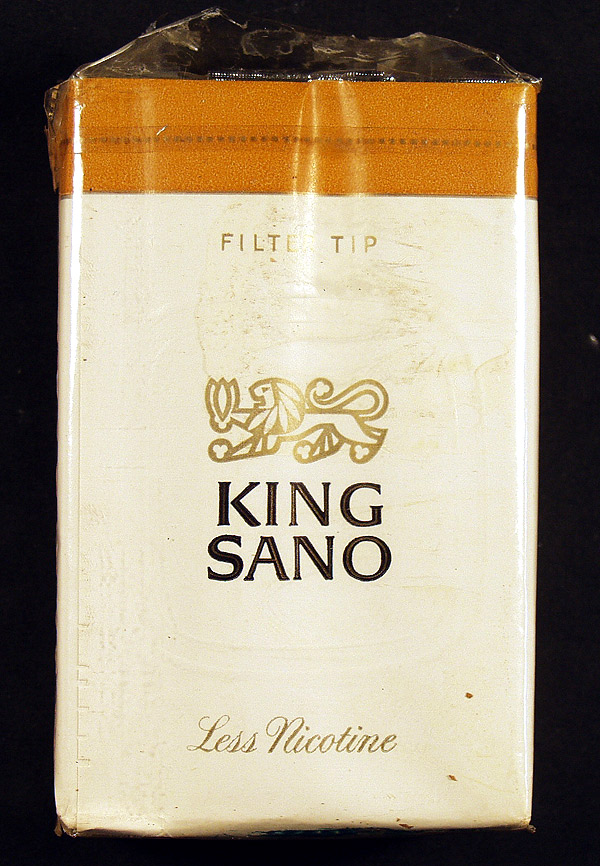 FILTER TIP
KING
SANO
Less Nicotine